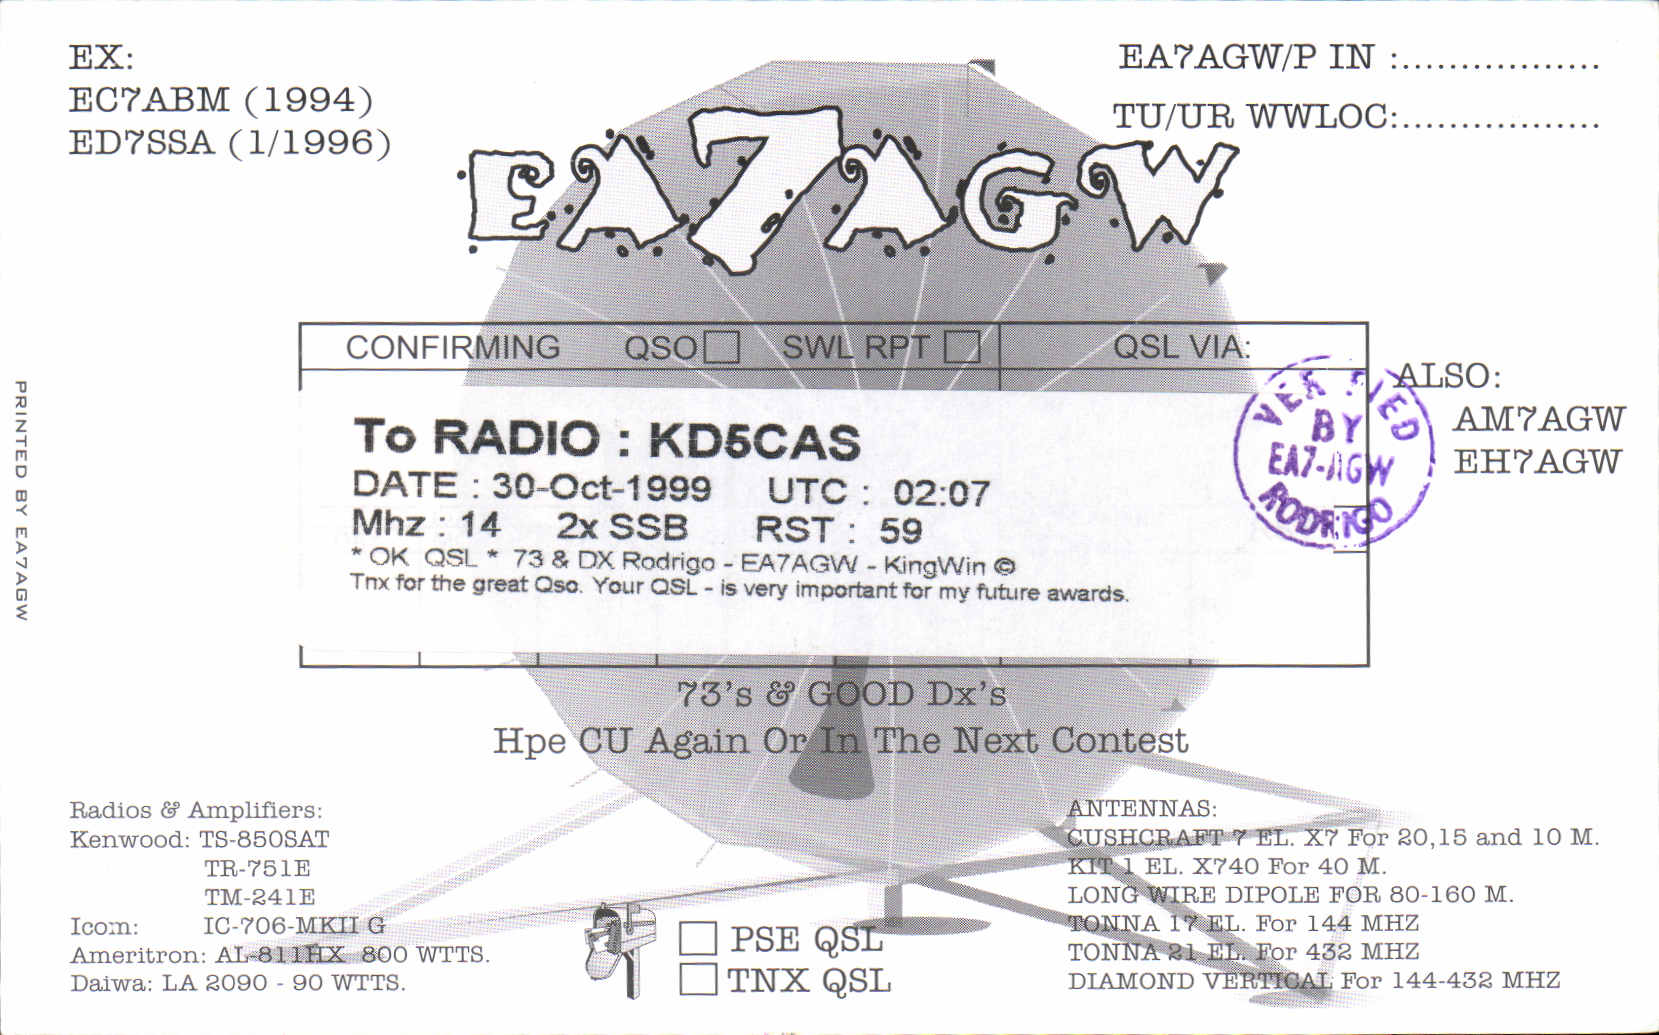 EX:
EC7ABM (1994)
ED7SSA (1/1996)
EA7AGW/P IN :.................
TU/UR WWLOC:.................
EA7AGW
CONFIRMING QSO SWL RPT QSL VIA:
To RADIO : KD5CAS
DATE : 30-Oct-1999 UTC : 02:07
Mhz : 14 2x SSB RST : 59
* OK QSL * 73 & DX Rodrigo - EA7AGW - KingWin ©
Tnx for the great Qso. Your QSL - is very important for my future awards.
VERIFIED
BY
EA7-AGW
RODRIGO
ALSO:
AM7AGW
EH7AGW
PRINTED BY EA7AGW
73's & GOOD Dx's
Hpe CU Again Or In The Next Contest
Radios & Amplifiers:
Kenwood: TS-850SAT
TR-751E
TM-241E
Icom: IC-706-MKII G
Ameritron: AL-811HX 800 WTTS.
Daiwa: LA 2090 - 90 WTTS.
PSE QSL
TNX QSL
ANTENNAS:
CUSHCRAFT 7 EL. X7 For 20,15 and 10 M.
KIT 1 EL. X740 For 40 M.
LONG WIRE DIPOLE FOR 80-160 M.
TONNA 17 EL. For 144 MHZ
TONNA 21 EL. For 432 MHZ
DIAMOND VERTICAL For 144-432 MHZ